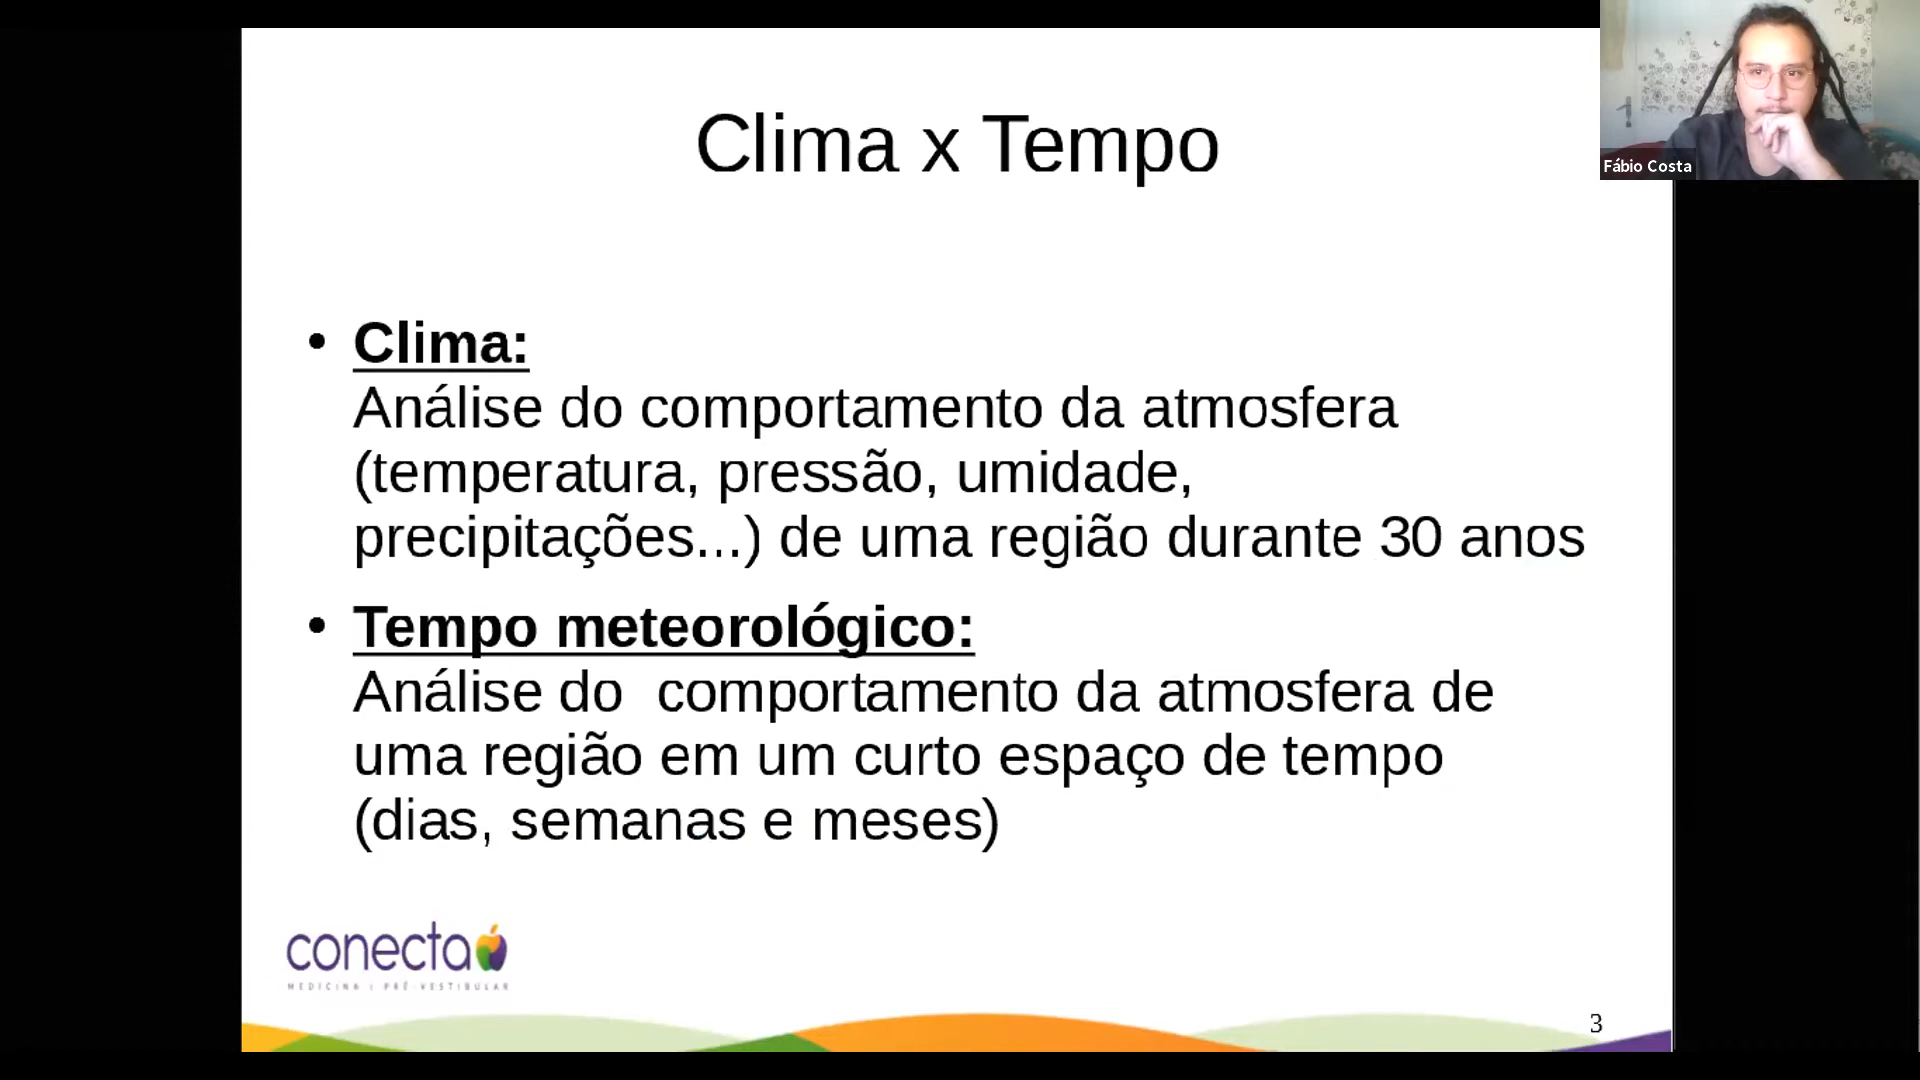 Clima x Tempo
Fábio Costa
• Clima:
Análise do comportamento da atmosfera
(temperatura, pressão, umidade,
precipitações...) de uma região durante 30 anos
• Tempo meteorológico:
Análise do  comportamento da atmosfera de
uma região em um curto espaço de tempo
(dias, semanas e meses)
conecta
MEDICINA | PRÉ-VESTIBULAR
3